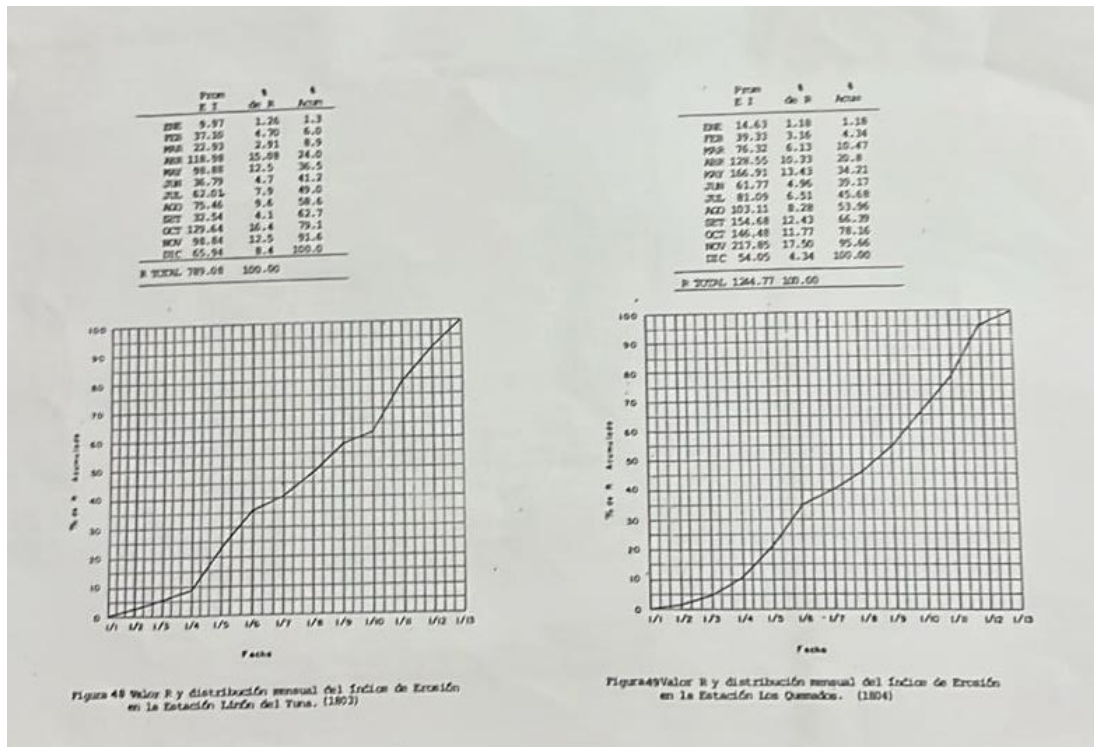 Prom % %
E I de R Acum
ENE 9.97 1.26 1.3
FEB 37.10 4.70 6.0
MAR 22.93 2.91 8.9
ABR 118.98 15.08 24.0
MAY 98.88 12.5 36.5
JUN 36.79 4.7 41.2
JUL 62.01 7.9 49.0
AGO 75.46 9.6 58.6
SET 32.54 4.1 62.7
OCT 129.64 16.4 79.1
NOV 98.84 12.5 91.6
DIC 65.94 8.4 100.0
R TOTAL 789.08 100.00
100
90
80
70
60
50
40
30
20
10
0
% de R Acumulado
1/1 1/2 1/3 1/4 1/5 1/6 1/7 1/8 1/9 1/10 1/11 1/12 1/13
Fecha
Figura 48 Valor R y distribución mensual del Índice de Erosión
en la Estación del Tuna. (1803)
Prom % %
E I de R Acum
ENE 14.63 1.18 1.18
FEB 39.33 3.16 4.34
MAR 76.32 6.13 10.47
ABR 128.55 10.33 20.8
MAY 166.91 13.43 34.21
JUN 61.77 4.96 39.17
JUL 81.09 6.51 45.68
AGO 103.11 8.28 53.96
SET 154.68 12.43 66.39
OCT 146.48 11.77 78.16
NOV 217.85 17.50 95.66
DIC 54.05 4.34 100.00
R TOTAL 1244.77 100.00
100
90
80
70
60
50
40
30
20
10
0
% de R Acumulado
1/1 1/2 1/3 1/4 1/5 1/6 1/7 1/8 1/9 1/10 1/11 1/12 1/13
Fecha
Figura 49 Valor R y distribución mensual del Índice de Erosión
en la Estación Los Quemados. (1804)